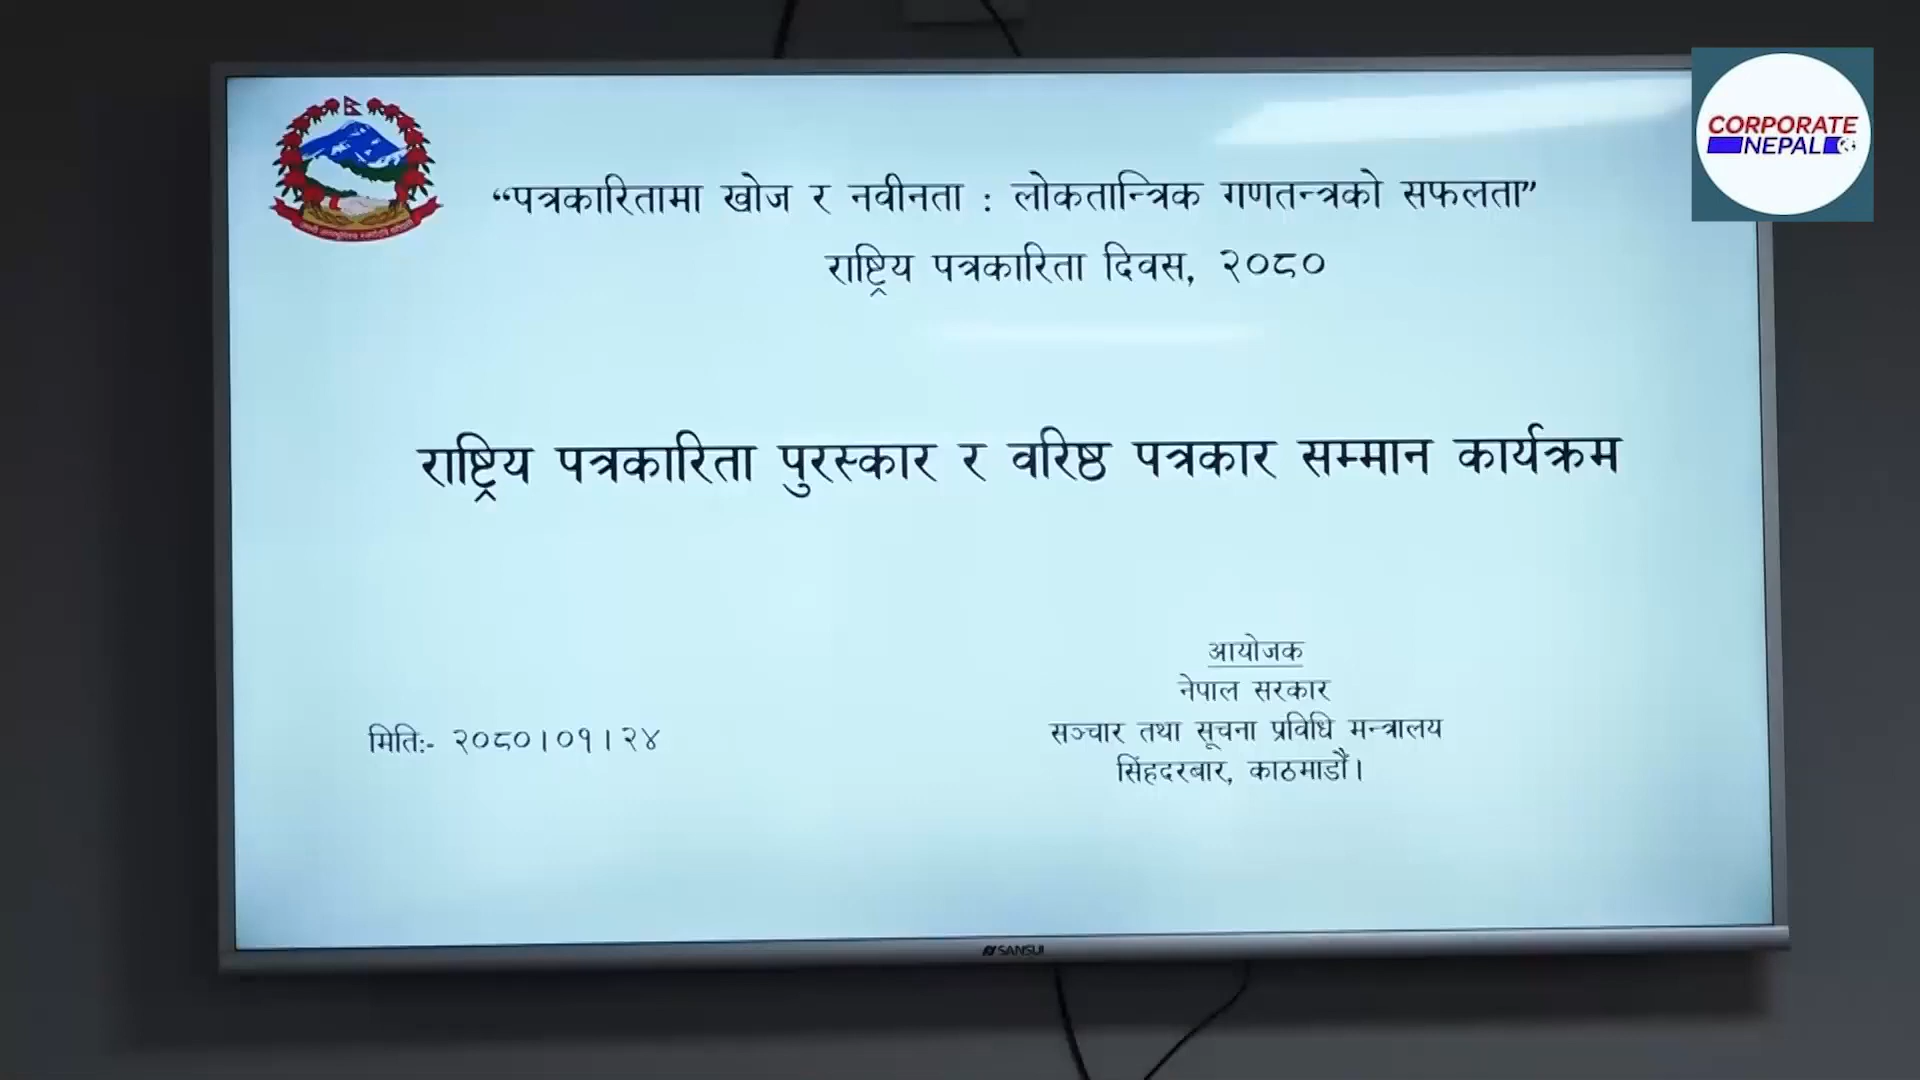 “पत्रकारितामा खोज र नवीनता : लोकतान्त्रिक गणतन्त्रको सफलता”
राष्ट्रिय पत्रकारिता दिवस, २०८०
राष्ट्रिय पत्रकारिता पुरस्कार र वरिष्ठ पत्रकार सम्मान कार्यक्रम
मितिः- २०८०।०१।२४
आयोजक
नेपाल सरकार
सञ्चार तथा सूचना प्रविधि मन्त्रालय
सिंहदरबार, काठमाडौं।
SANSUI
CORPORATE
NEPAL